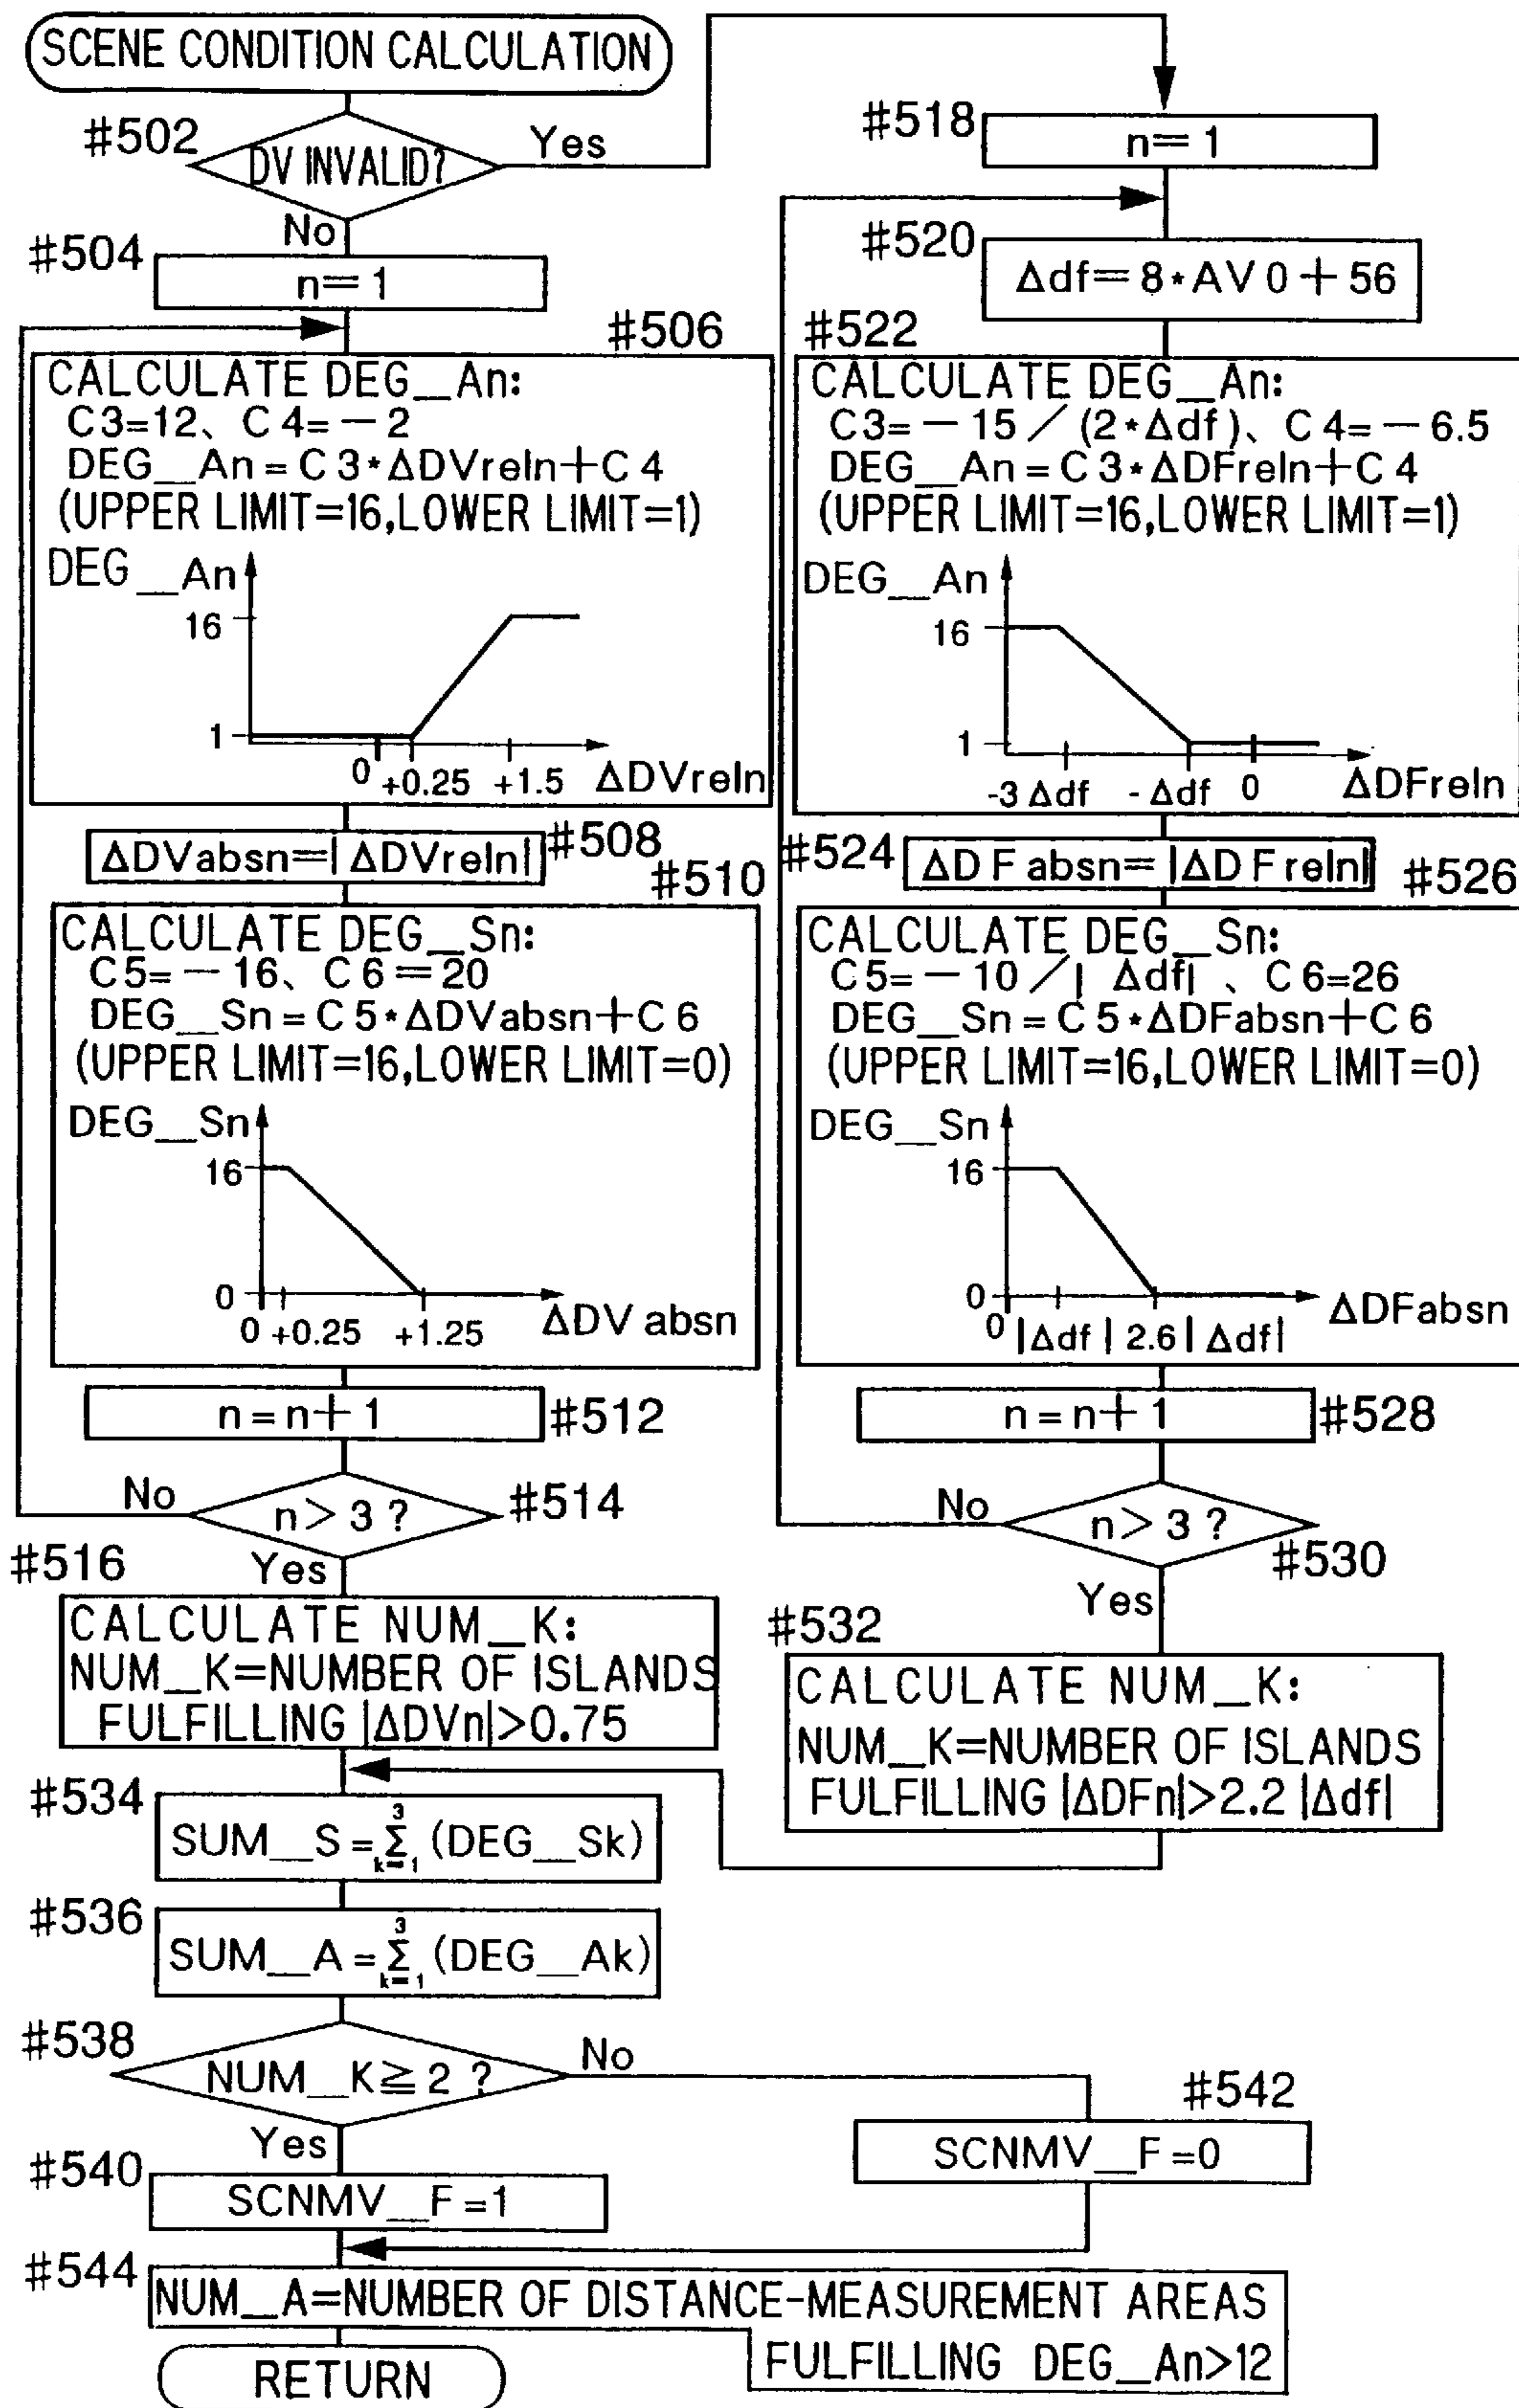 SCENE CONDITION CALCULATION
#502
DV INVALID?
Yes
No
#504
n=1
#506
CALCULATE DEG__An:
C3=12、C4=-2
DEG__An=C3*ΔDVreln+C4
(UPPER LIMIT=16,LOWER LIMIT=1)
DEG__An
16
1
0
+0.25
+1.5
ΔDVreln
ΔDVabsn=|ΔDVreln|
#508
#510
CALCULATE DEG__Sn:
C5=-16、C6=20
DEG__Sn=C5*ΔDVabsn+C6
(UPPER LIMIT=16,LOWER LIMIT=0)
DEG__Sn
16
0
0
+0.25
+1.25
ΔDVabsn
n=n+1
#512
No
n>3?
#514
#516
Yes
CALCULATE NUM__K:
NUM__K=NUMBER OF ISLANDS
FULFILLING |ΔDVn|>0.75
#518
n=1
#520
Δdf=8*AV0+56
#522
CALCULATE DEG__An:
C3=-15/(2*Δdf)、C4=-6.5
DEG__An=C3*ΔDFreln+C4
(UPPER LIMIT=16,LOWER LIMIT=1)
DEG__An
16
1
-3Δdf
-Δdf
0
ΔDFreln
#524
ΔDFabsn=|ΔDFreln|
#526
CALCULATE DEG__Sn:
C5=-10/|Δdf|、C6=26
DEG__Sn=C5*ΔDFabsn+C6
(UPPER LIMIT=16,LOWER LIMIT=0)
DEG__Sn
16
0
0
|Δdf|
2.6|Δdf|
ΔDFabsn
n=n+1
#528
No
n>3?
#530
Yes
#532
CALCULATE NUM__K:
NUM__K=NUMBER OF ISLANDS
FULFILLING |ΔDFn|>2.2|Δdf|
#534
SUM__S=Σ(k=1 to 3)(DEG__Sk)
#536
SUM__A=Σ(k=1 to 3)(DEG__Ak)
#538
NUM__K≧2?
No
Yes
#540
SCNMV__F=1
#542
SCNMV__F=0
#544
NUM__A=NUMBER OF DISTANCE-MEASUREMENT AREAS
FULFILLING DEG__An>12
RETURN